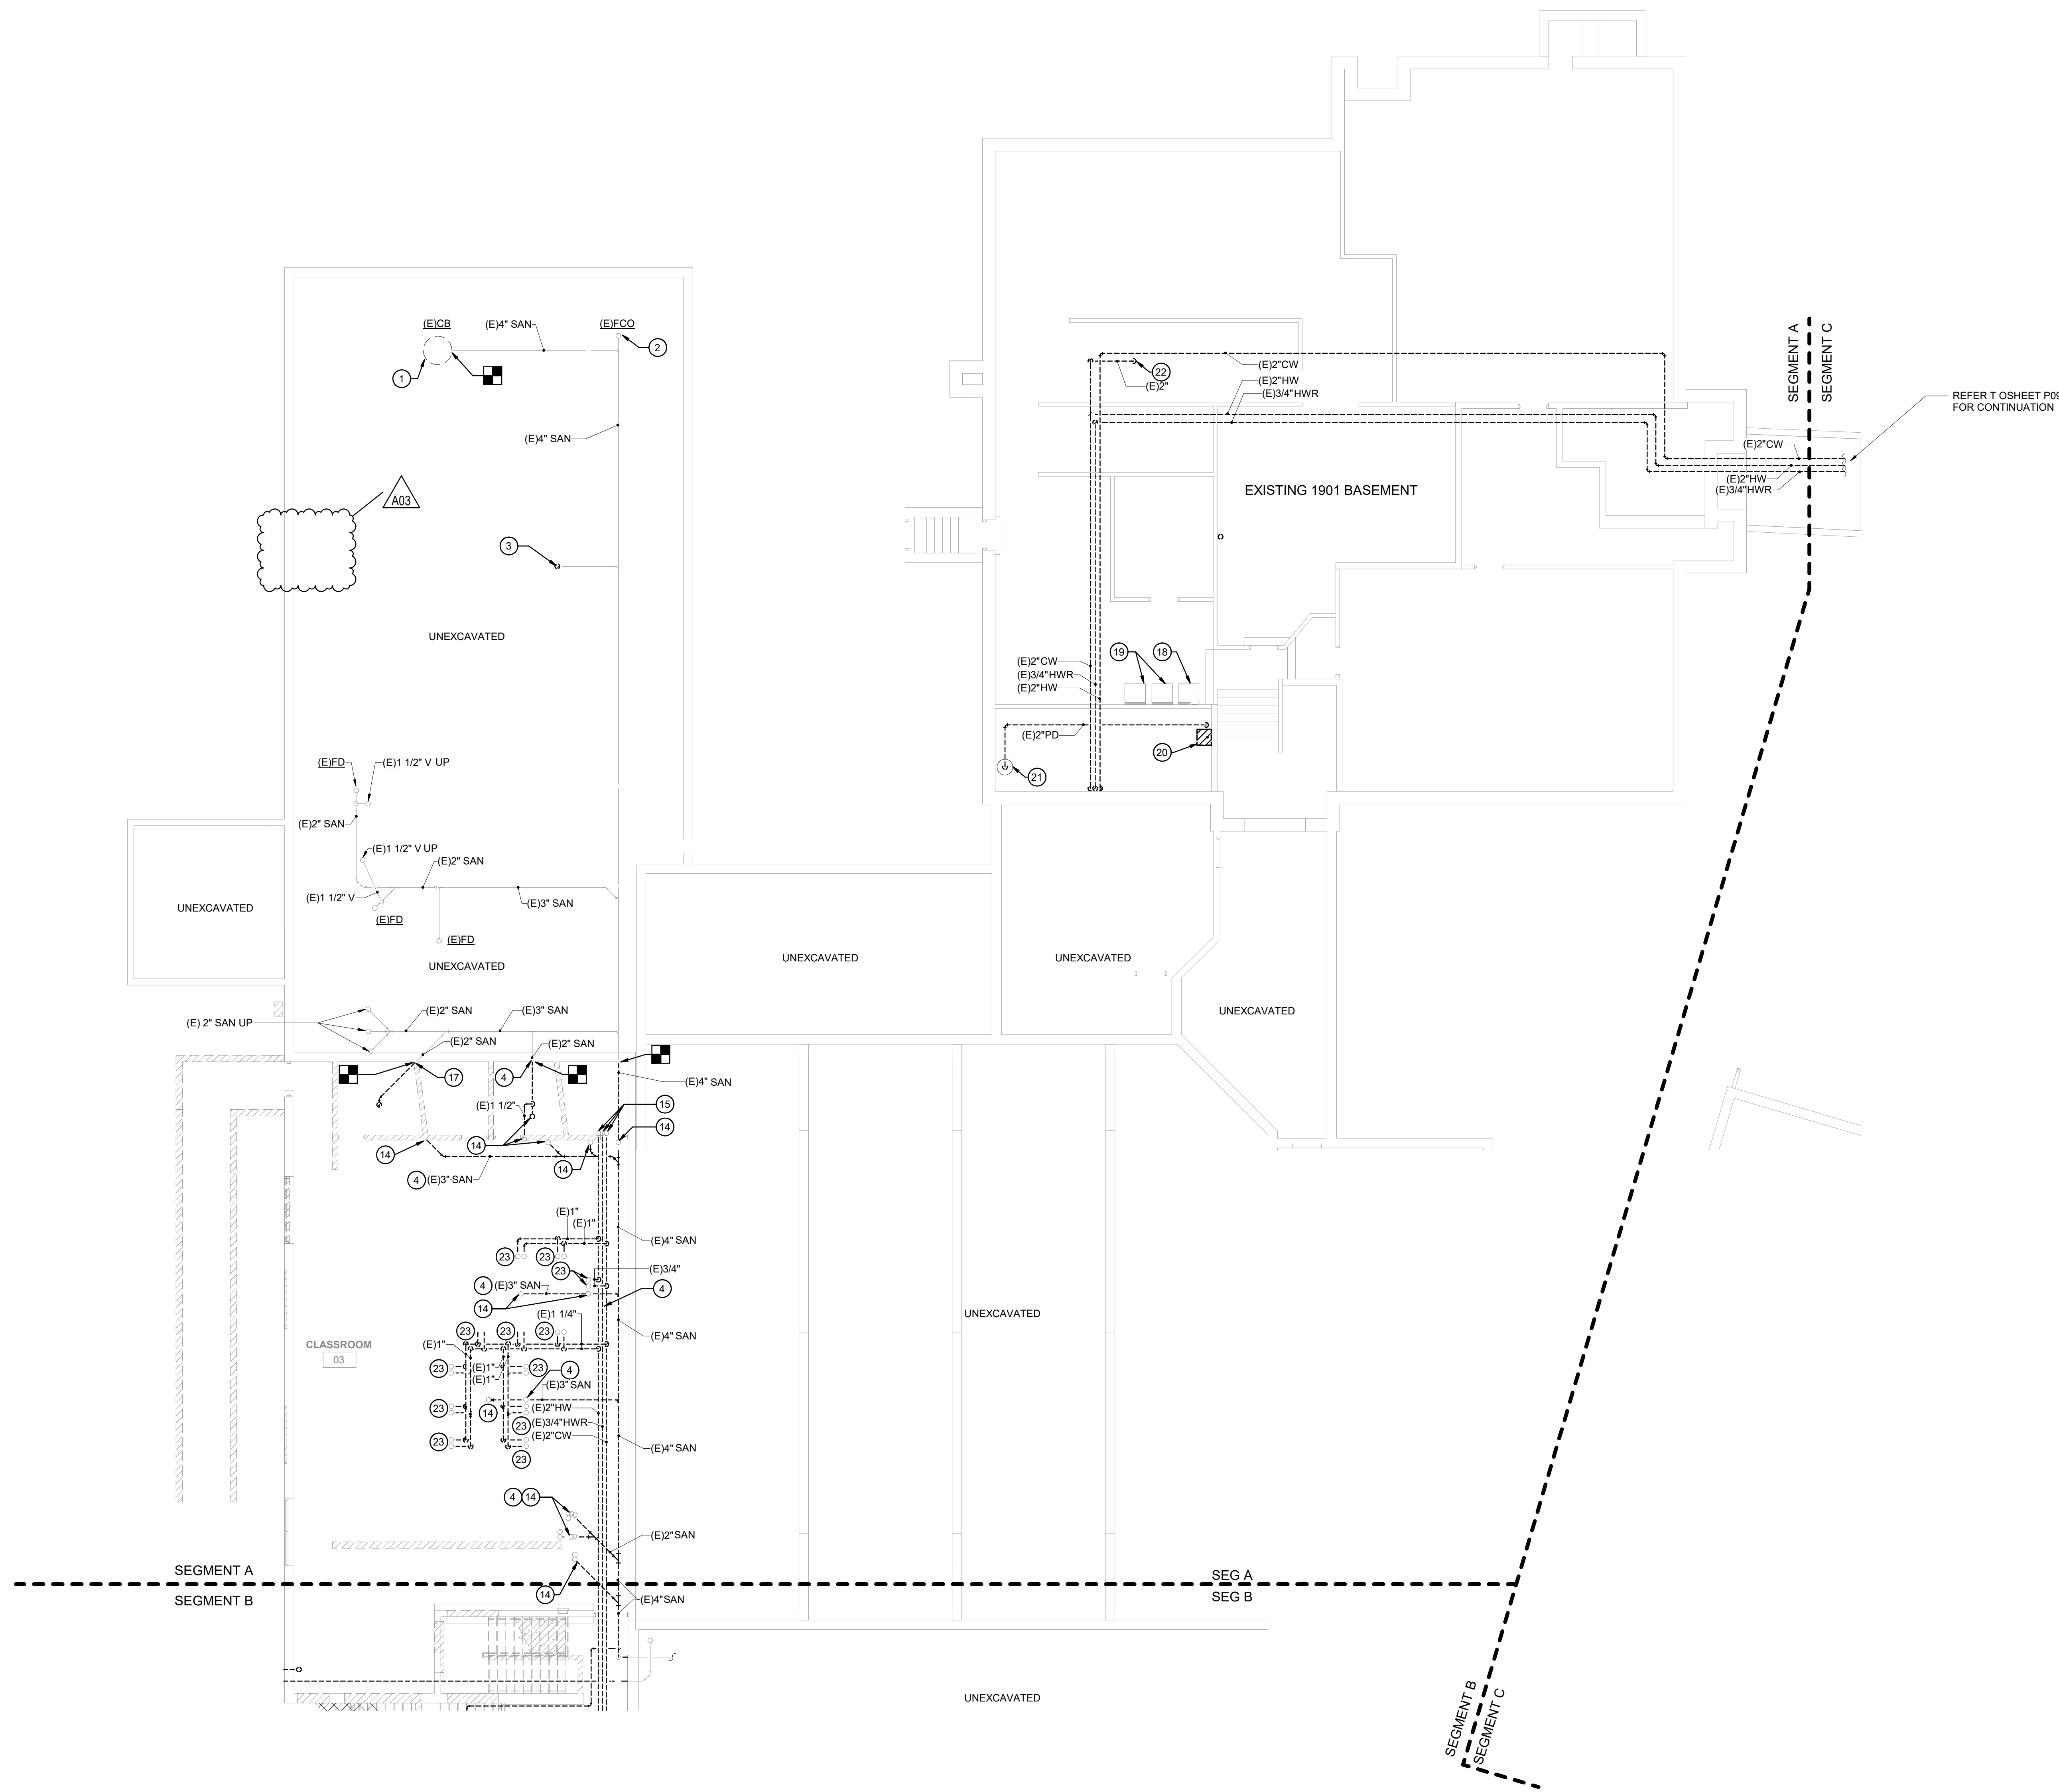 (E)CB
(E)4" SAN
(E)FCO
2
1
(E)4" SAN
A03
3
UNEXCAVATED
SEGMENT A
SEGMENT C
(E)2"CW
22
(E)2"
(E)2"HW
(E)3/4"HWR
REFER T OSHEET P09
FOR CONTINUATION
(E)2"CW
(E)2"HW
(E)3/4"HWR
EXISTING 1901 BASEMENT
(E)2"CW
(E)3/4"HWR
(E)2"HW
19
18
(E)2"PD
20
21
(E)FD
(E)1 1/2" V UP
(E)2" SAN
(E)1 1/2" V UP
(E)2" SAN
(E)1 1/2" V
(E)3" SAN
(E)FD
(E)FD
UNEXCAVATED
UNEXCAVATED
UNEXCAVATED
UNEXCAVATED
UNEXCAVATED
(E) 2" SAN UP
(E)2" SAN
(E)3" SAN
(E)2" SAN
(E)2" SAN
17
4
(E)4" SAN
(E)1 1/2"
15
14
14
14
14
4
(E)3" SAN
(E)1"
(E)1"
(E)4" SAN
23
23
23
(E)3/4"
4
(E)3" SAN
4
14
(E)1 1/4"
UNEXCAVATED
23
23
23
(E)4" SAN
CLASSROOM
03
(E)1"
23
(E)1"
(E)1"
23
4
(E)3" SAN
23
14
(E)2"HW
23
(E)3/4"HWR
(E)2"CW
23
23
(E)4" SAN
4
14
(E)2"SAN
SEGMENT A
SEGMENT B
14
(E)4"SAN
SEG A
SEG B
UNEXCAVATED
SEGMENT B
SEGMENT C